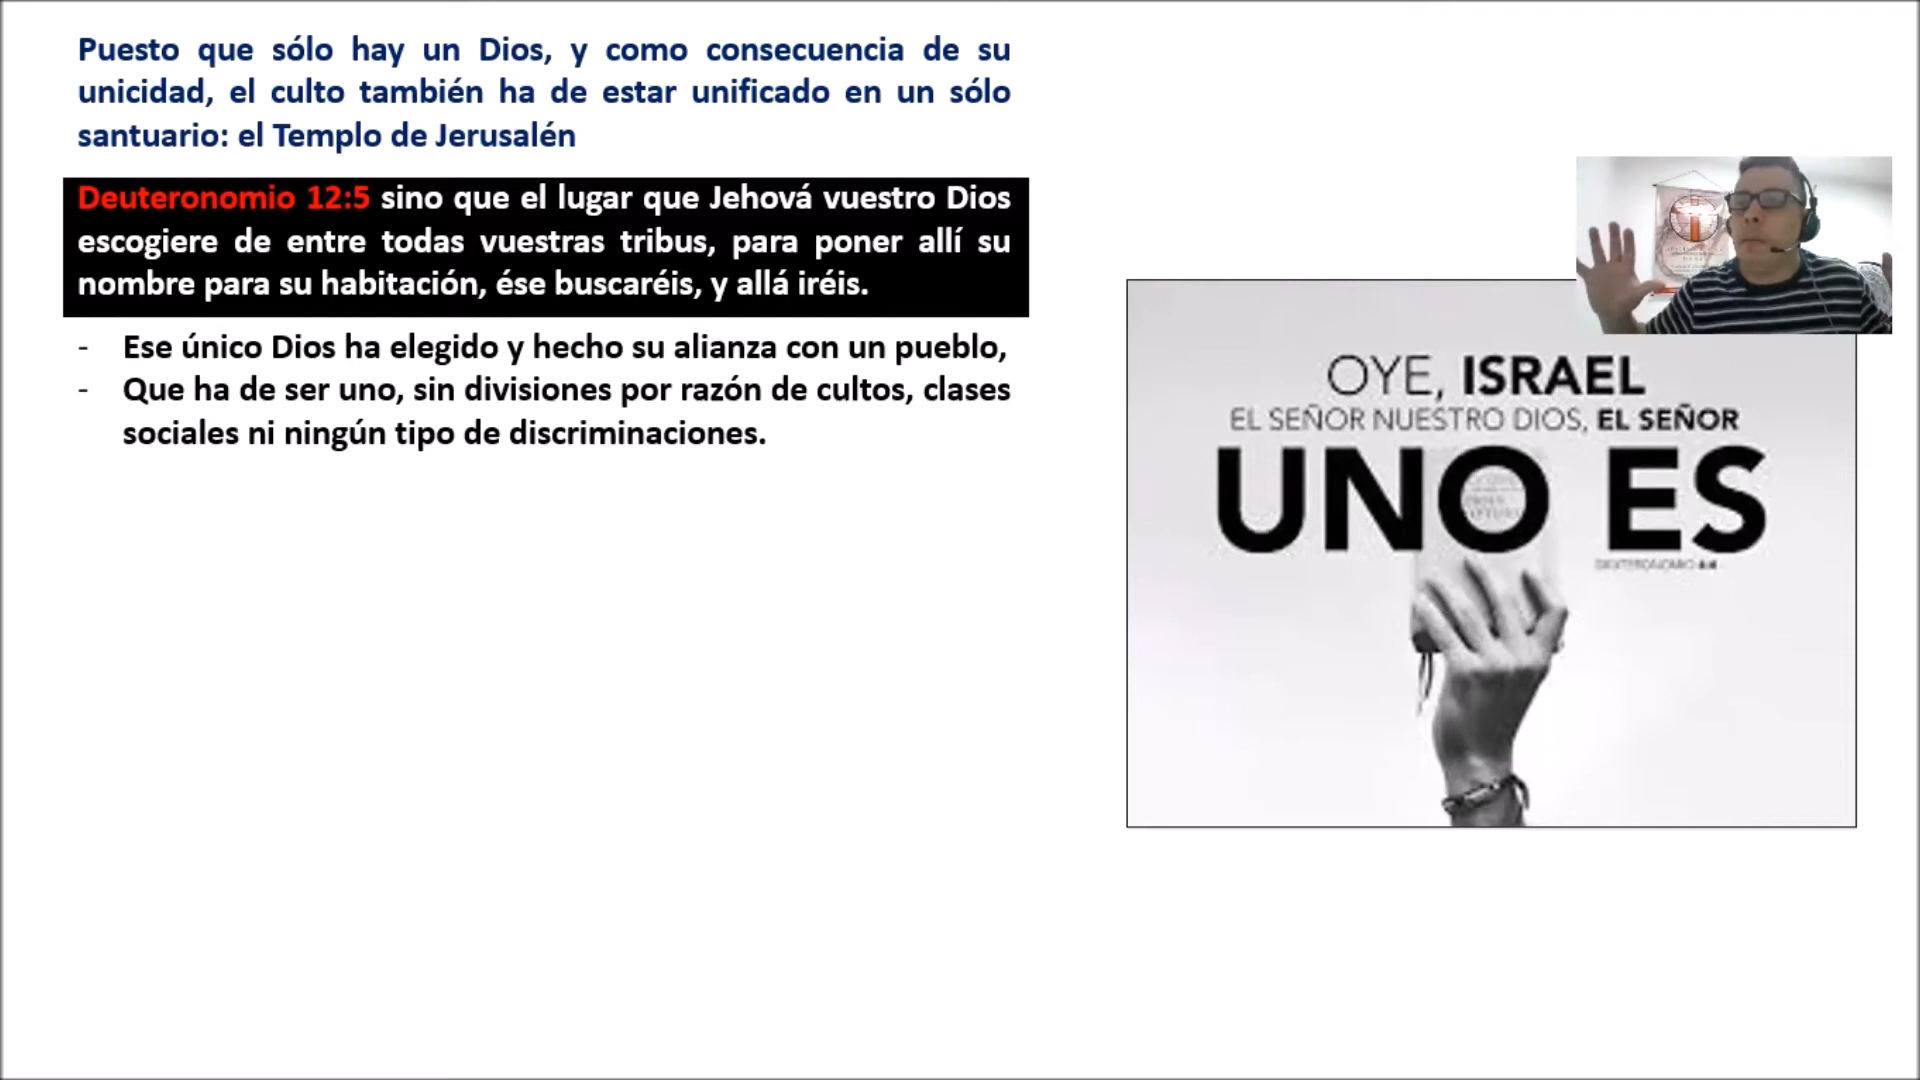 Puesto que sólo hay un Dios, y como consecuencia de su
unicidad, el culto también ha de estar unificado en un sólo
santuario: el Templo de Jerusalén
Deuteronomio 12:5 sino que el lugar que Jehová vuestro Dios
escogiere de entre todas vuestras tribus, para poner allí su
nombre para su habitación, ése buscaréis, y allá iréis.
- Ese único Dios ha elegido y hecho su alianza con un pueblo,
- Que ha de ser uno, sin divisiones por razón de cultos, clases
sociales ni ningún tipo de discriminaciones.
OYE, ISRAEL
EL SEÑOR NUESTRO DIOS, EL SEÑOR
UNO ES
DEUTERONOMIO 6:4